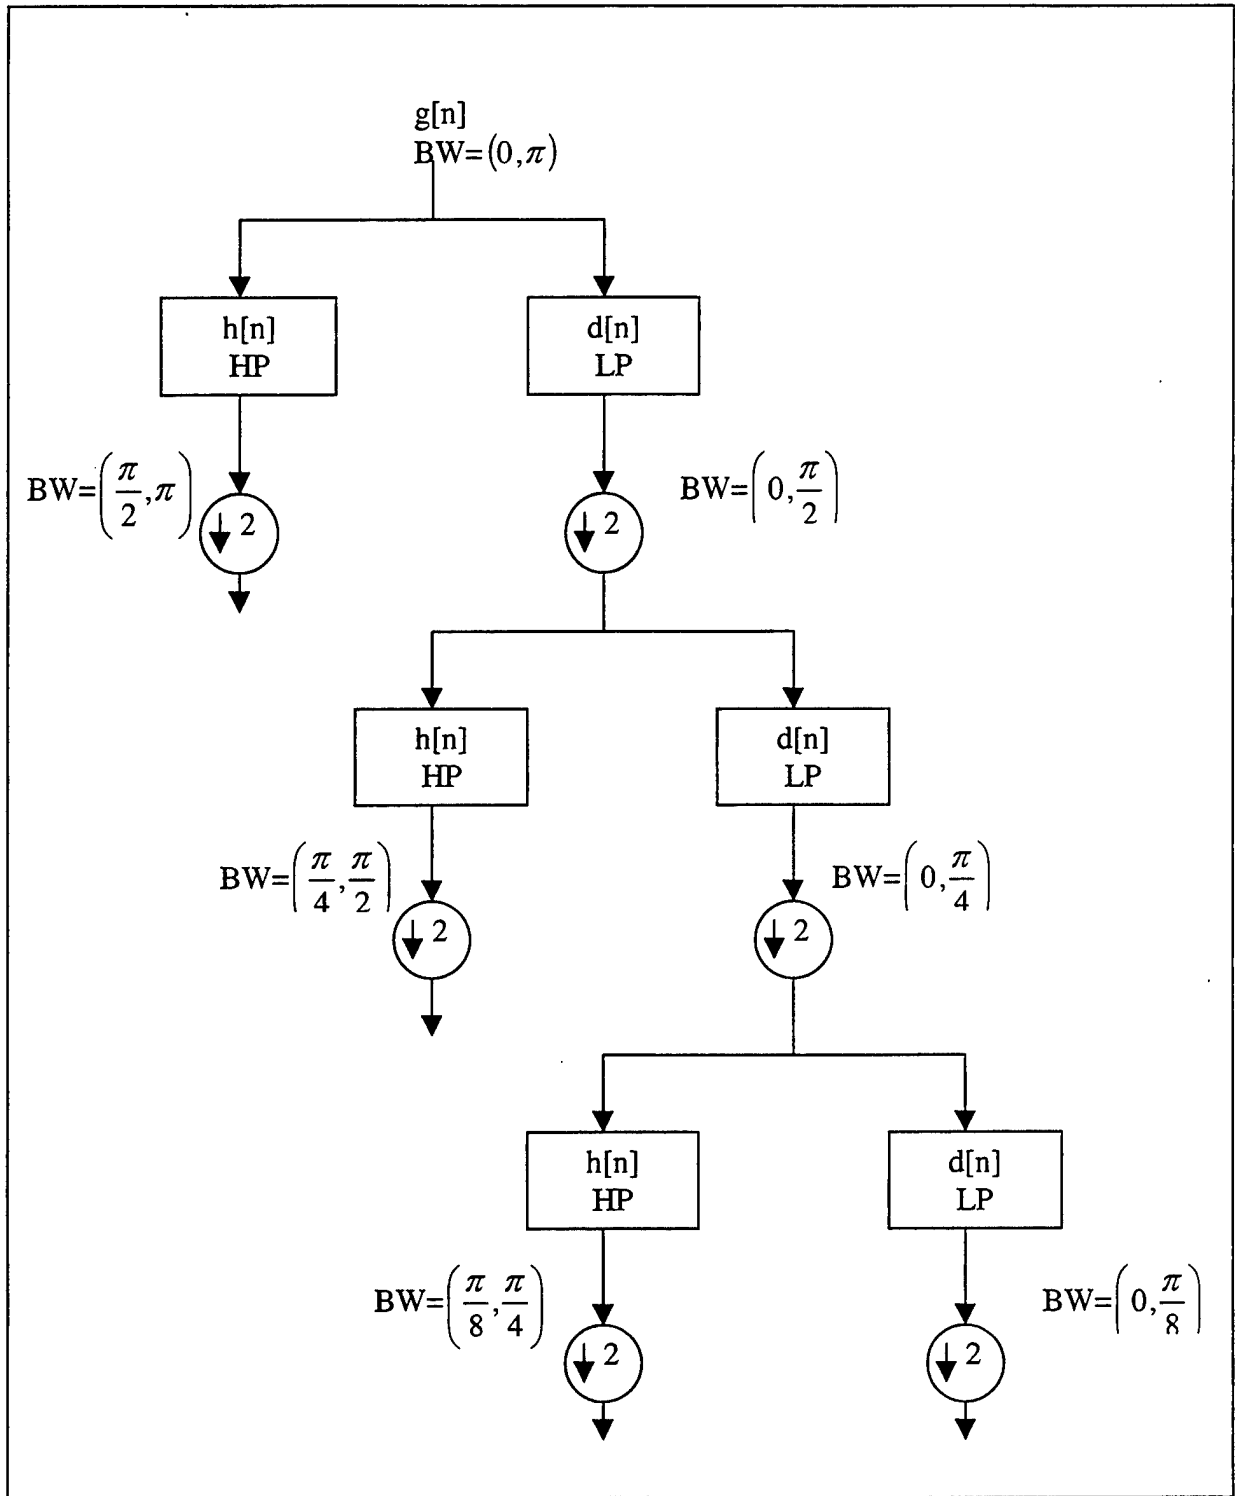 g[n]
BW=(0,π)
h[n]
HP
d[n]
LP
BW=(π/2,π)
↓ 2
↓ 2
BW=(0,π/2)
h[n]
HP
d[n]
LP
BW=(π/4,π/2)
↓ 2
↓ 2
BW=(0,π/4)
h[n]
HP
d[n]
LP
BW=(π/8,π/4)
↓ 2
↓ 2
BW=(0,π/8)